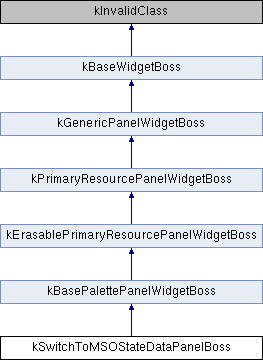 kInvalidClass
kBaseWidgetBoss
kGenericPanelWidgetBoss
kPrimaryResourcePanelWidgetBoss
kErasablePrimaryResourcePanelWidgetBoss
kBasePalettePanelWidgetBoss
kSwitchToMSOStateDataPanelBoss